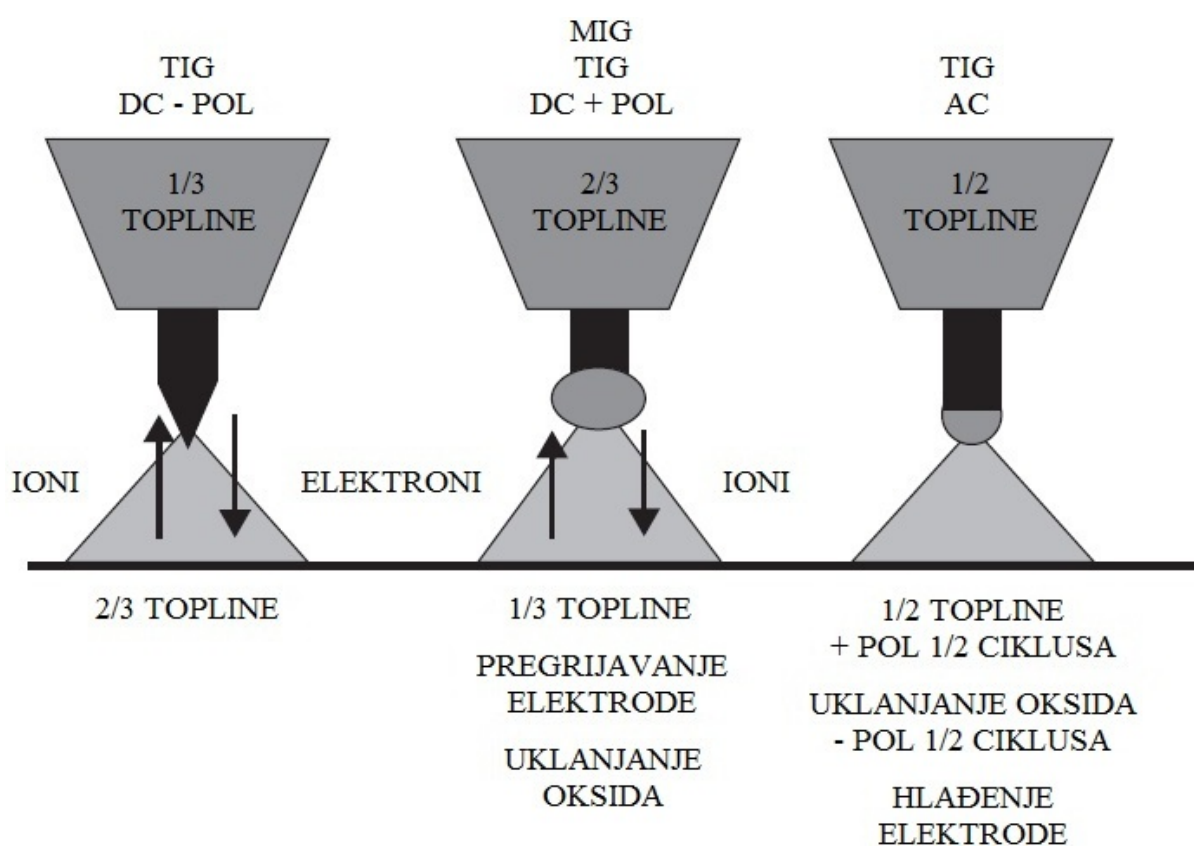 TIG
DC - POL
MIG
TIG
DC + POL
TIG
AC
1/3
TOPLINE
2/3
TOPLINE
1/2
TOPLINE
IONI
ELEKTRONI
IONI
2/3 TOPLINE
1/3 TOPLINE
PREGRIJAVANJE
ELEKTRODE
UKLANJANJE
OKSIDA
1/2 TOPLINE
+ POL 1/2 CIKLUSA
UKLANJANJE OKSIDA
- POL 1/2 CIKLUSA
HLAĐENJE
ELEKTRODE